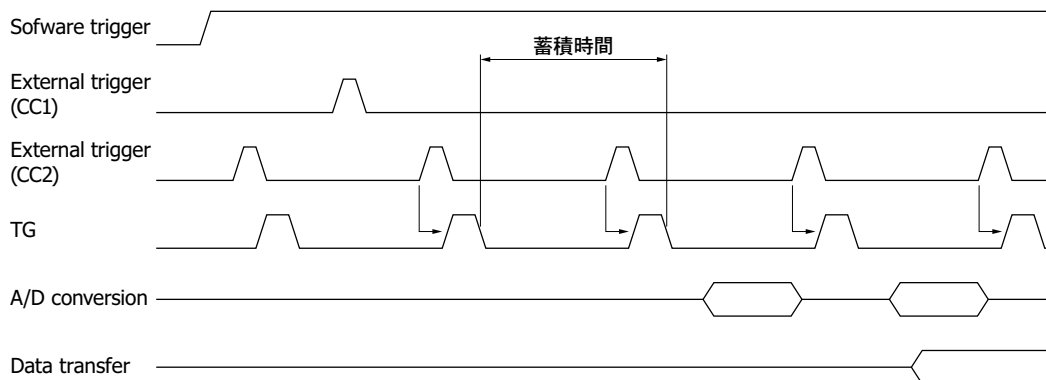 Sofware trigger
蓄積時間
External trigger
(CC1)
External trigger
(CC2)
TG
A/D conversion
Data transfer